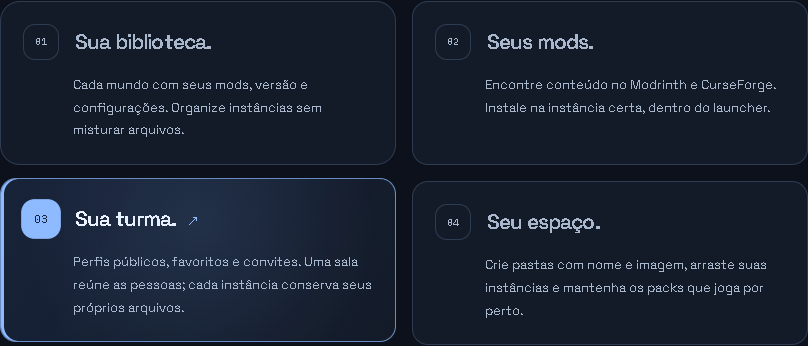 01 Sua biblioteca.
Cada mundo com seus mods, versão e
configurações. Organize instâncias sem
misturar arquivos.
02 Seus mods.
Encontre conteúdo no Modrinth e CurseForge.
Instale na instância certa, dentro do launcher.
03 Sua turma. ↗
Perfis públicos, favoritos e convites. Uma sala
reúne as pessoas; cada instância conserva seus
próprios arquivos.
04 Seu espaço.
Crie pastas com nome e imagem, arraste suas
instâncias e mantenha os packs que joga por
perto.